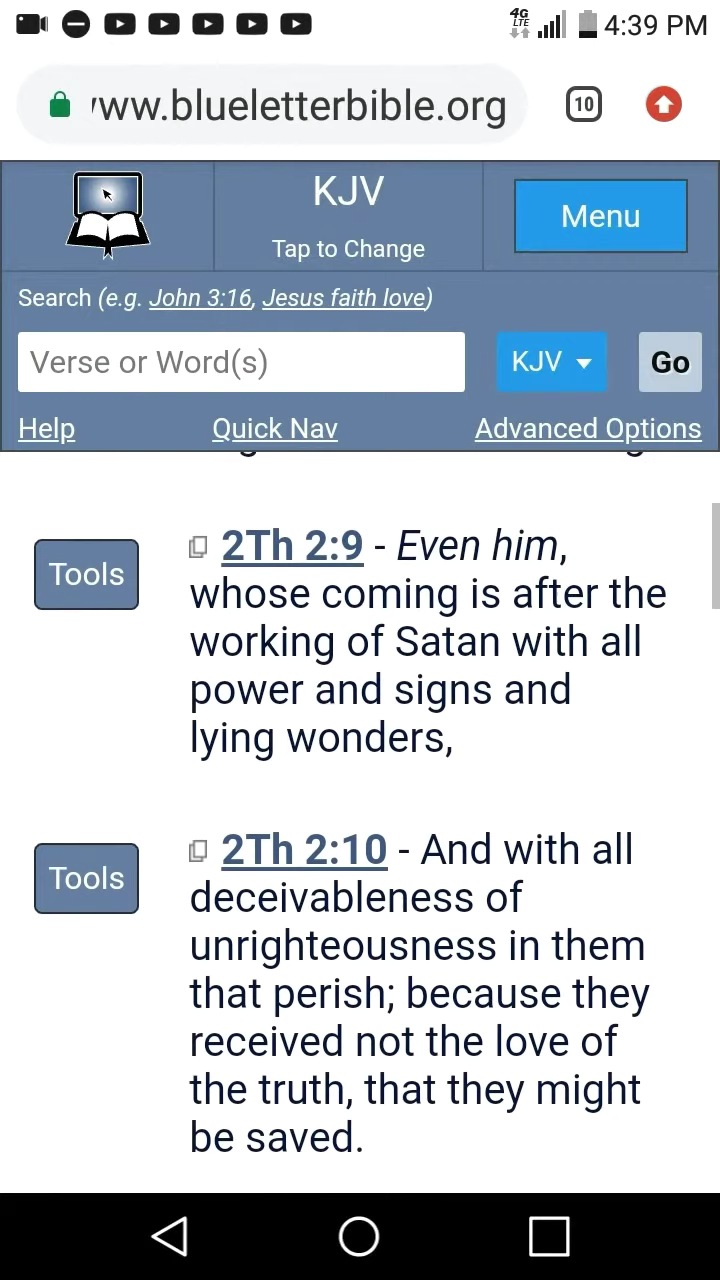 4G
LTE
4:39 PM
www.blueletterbible.org
10
KJV
Tap to Change
Menu
Search (e.g. John 3:16, Jesus faith love)
Verse or Word(s)
KJV
Go
Help Quick Nav Advanced Options
Tools
2Th 2:9 - Even him,
whose coming is after the
working of Satan with all
power and signs and
lying wonders,
Tools
2Th 2:10 - And with all
deceivableness of
unrighteousness in them
that perish; because they
received not the love of
the truth, that they might
be saved.